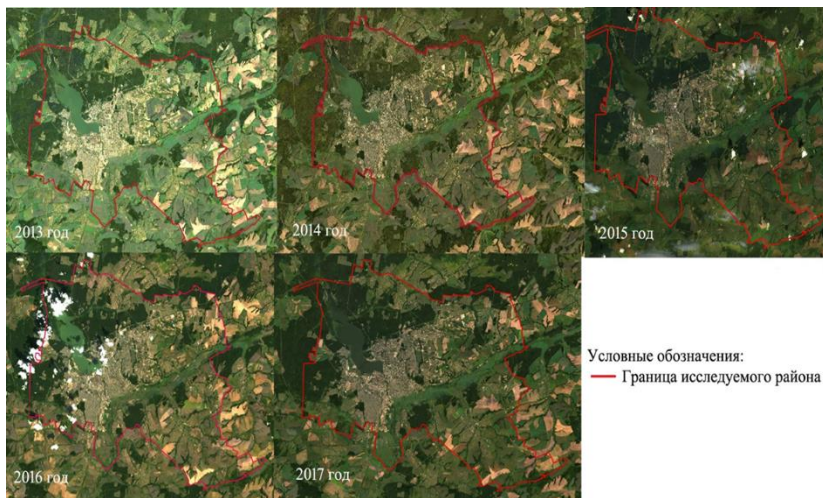 2013 год
2014 год
2015 год
2016 год
2017 год
Условные обозначения:
Граница исследуемого района